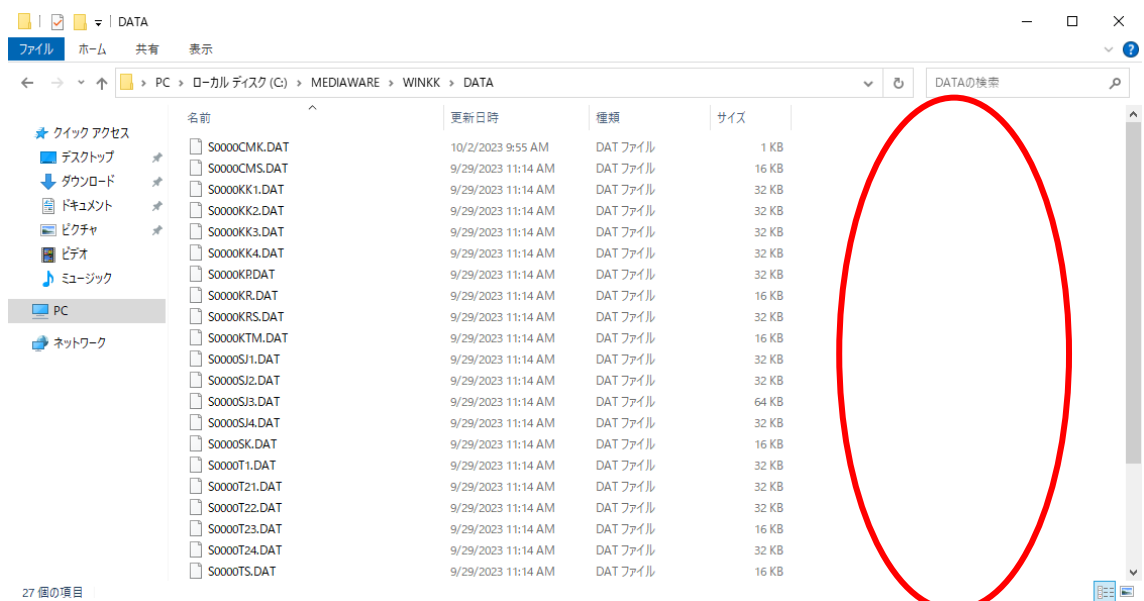 DATA
ファイル ホーム 共有 表示
PC ローカル ディスク (C:) MEDIAWARE WINKK DATA DATAの検索
名前 更新日時 種類 サイズ
クイック アクセス
デスクトップ
ダウンロード
ドキュメント
ピクチャ
ビデオ
ミュージック
PC
ネットワーク
S0000CMK.DAT 10/2/2023 9:55 AM DAT ファイル 1 KB
S0000CMS.DAT 9/29/2023 11:14 AM DAT ファイル 16 KB
S0000KK1.DAT 9/29/2023 11:14 AM DAT ファイル 32 KB
S0000KK2.DAT 9/29/2023 11:14 AM DAT ファイル 32 KB
S0000KK3.DAT 9/29/2023 11:14 AM DAT ファイル 32 KB
S0000KK4.DAT 9/29/2023 11:14 AM DAT ファイル 32 KB
S0000KP.DAT 9/29/2023 11:14 AM DAT ファイル 32 KB
S0000KR.DAT 9/29/2023 11:14 AM DAT ファイル 16 KB
S0000KRS.DAT 9/29/2023 11:14 AM DAT ファイル 32 KB
S0000KTM.DAT 9/29/2023 11:14 AM DAT ファイル 16 KB
S0000SJ1.DAT 9/29/2023 11:14 AM DAT ファイル 32 KB
S0000SJ2.DAT 9/29/2023 11:14 AM DAT ファイル 32 KB
S0000SJ3.DAT 9/29/2023 11:14 AM DAT ファイル 64 KB
S0000SJ4.DAT 9/29/2023 11:14 AM DAT ファイル 32 KB
S0000SK.DAT 9/29/2023 11:14 AM DAT ファイル 16 KB
S0000T1.DAT 9/29/2023 11:14 AM DAT ファイル 32 KB
S0000T21.DAT 9/29/2023 11:14 AM DAT ファイル 32 KB
S0000T22.DAT 9/29/2023 11:14 AM DAT ファイル 32 KB
S0000T23.DAT 9/29/2023 11:14 AM DAT ファイル 16 KB
S0000T24.DAT 9/29/2023 11:14 AM DAT ファイル 32 KB
S0000TS.DAT 9/29/2023 11:14 AM DAT ファイル 16 KB
27 個の項目